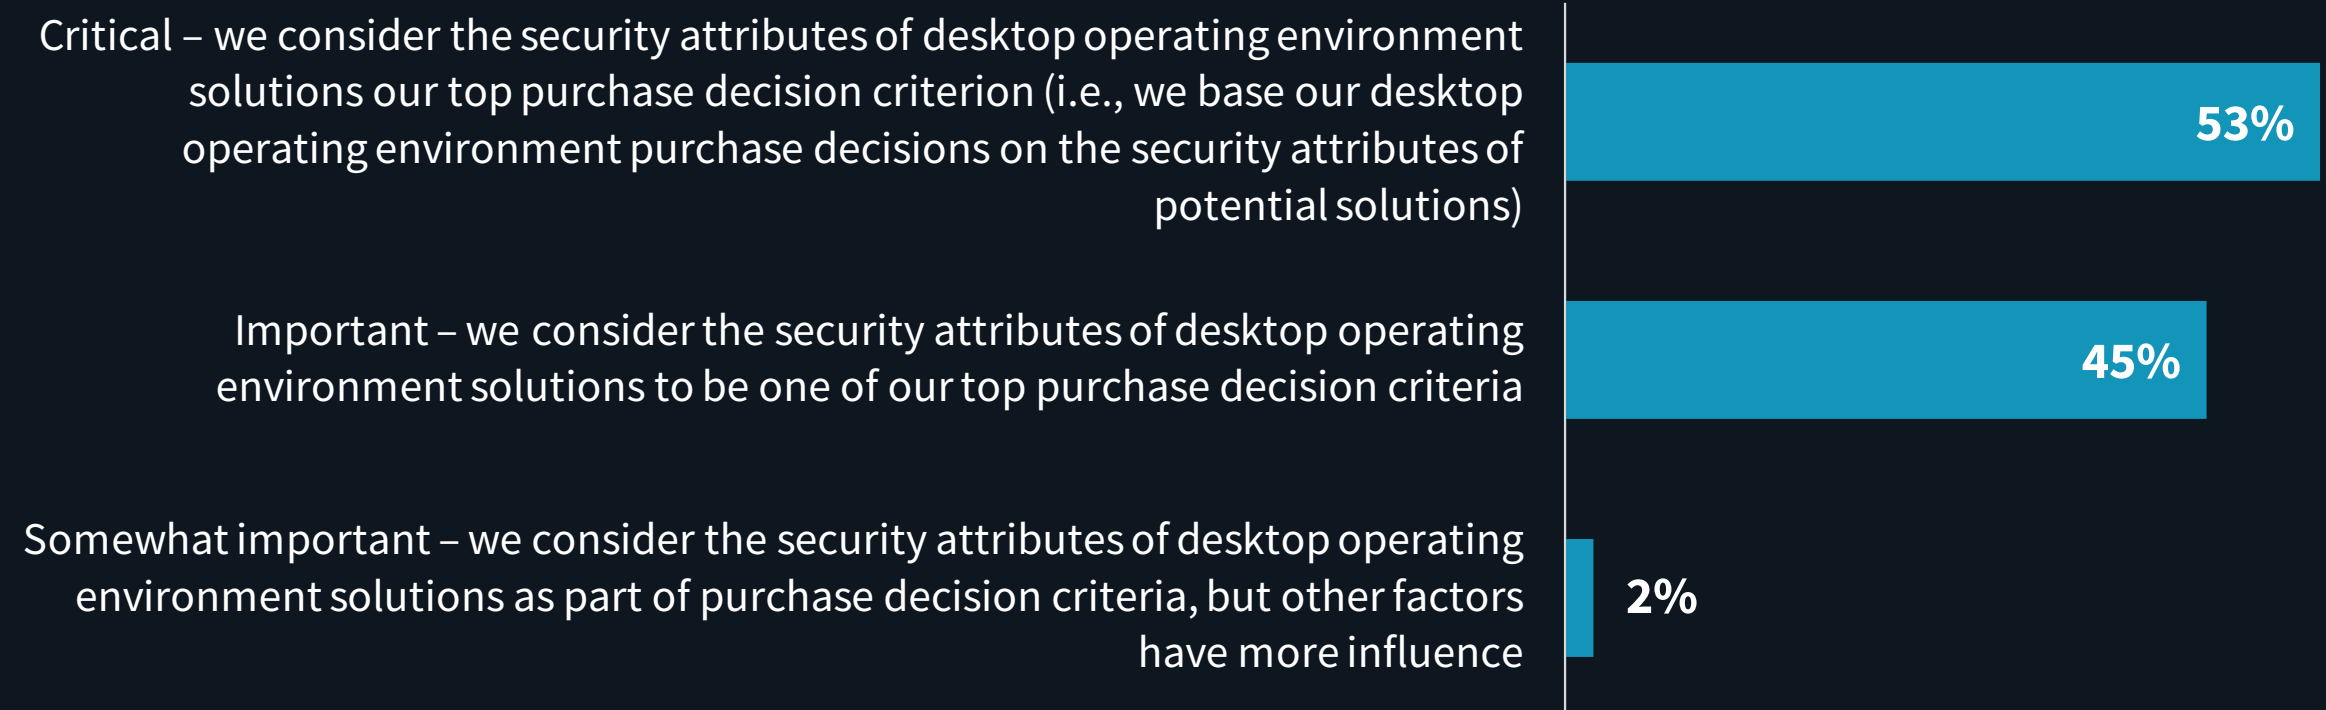 Critical – we consider the security attributes of desktop operating environment
solutions our top purchase decision criterion (i.e., we base our desktop
operating environment purchase decisions on the security attributes of
potential solutions)
53%
Important – we consider the security attributes of desktop operating
environment solutions to be one of our top purchase decision criteria
45%
Somewhat important – we consider the security attributes of desktop operating
environment solutions as part of purchase decision criteria, but other factors
have more influence
2%